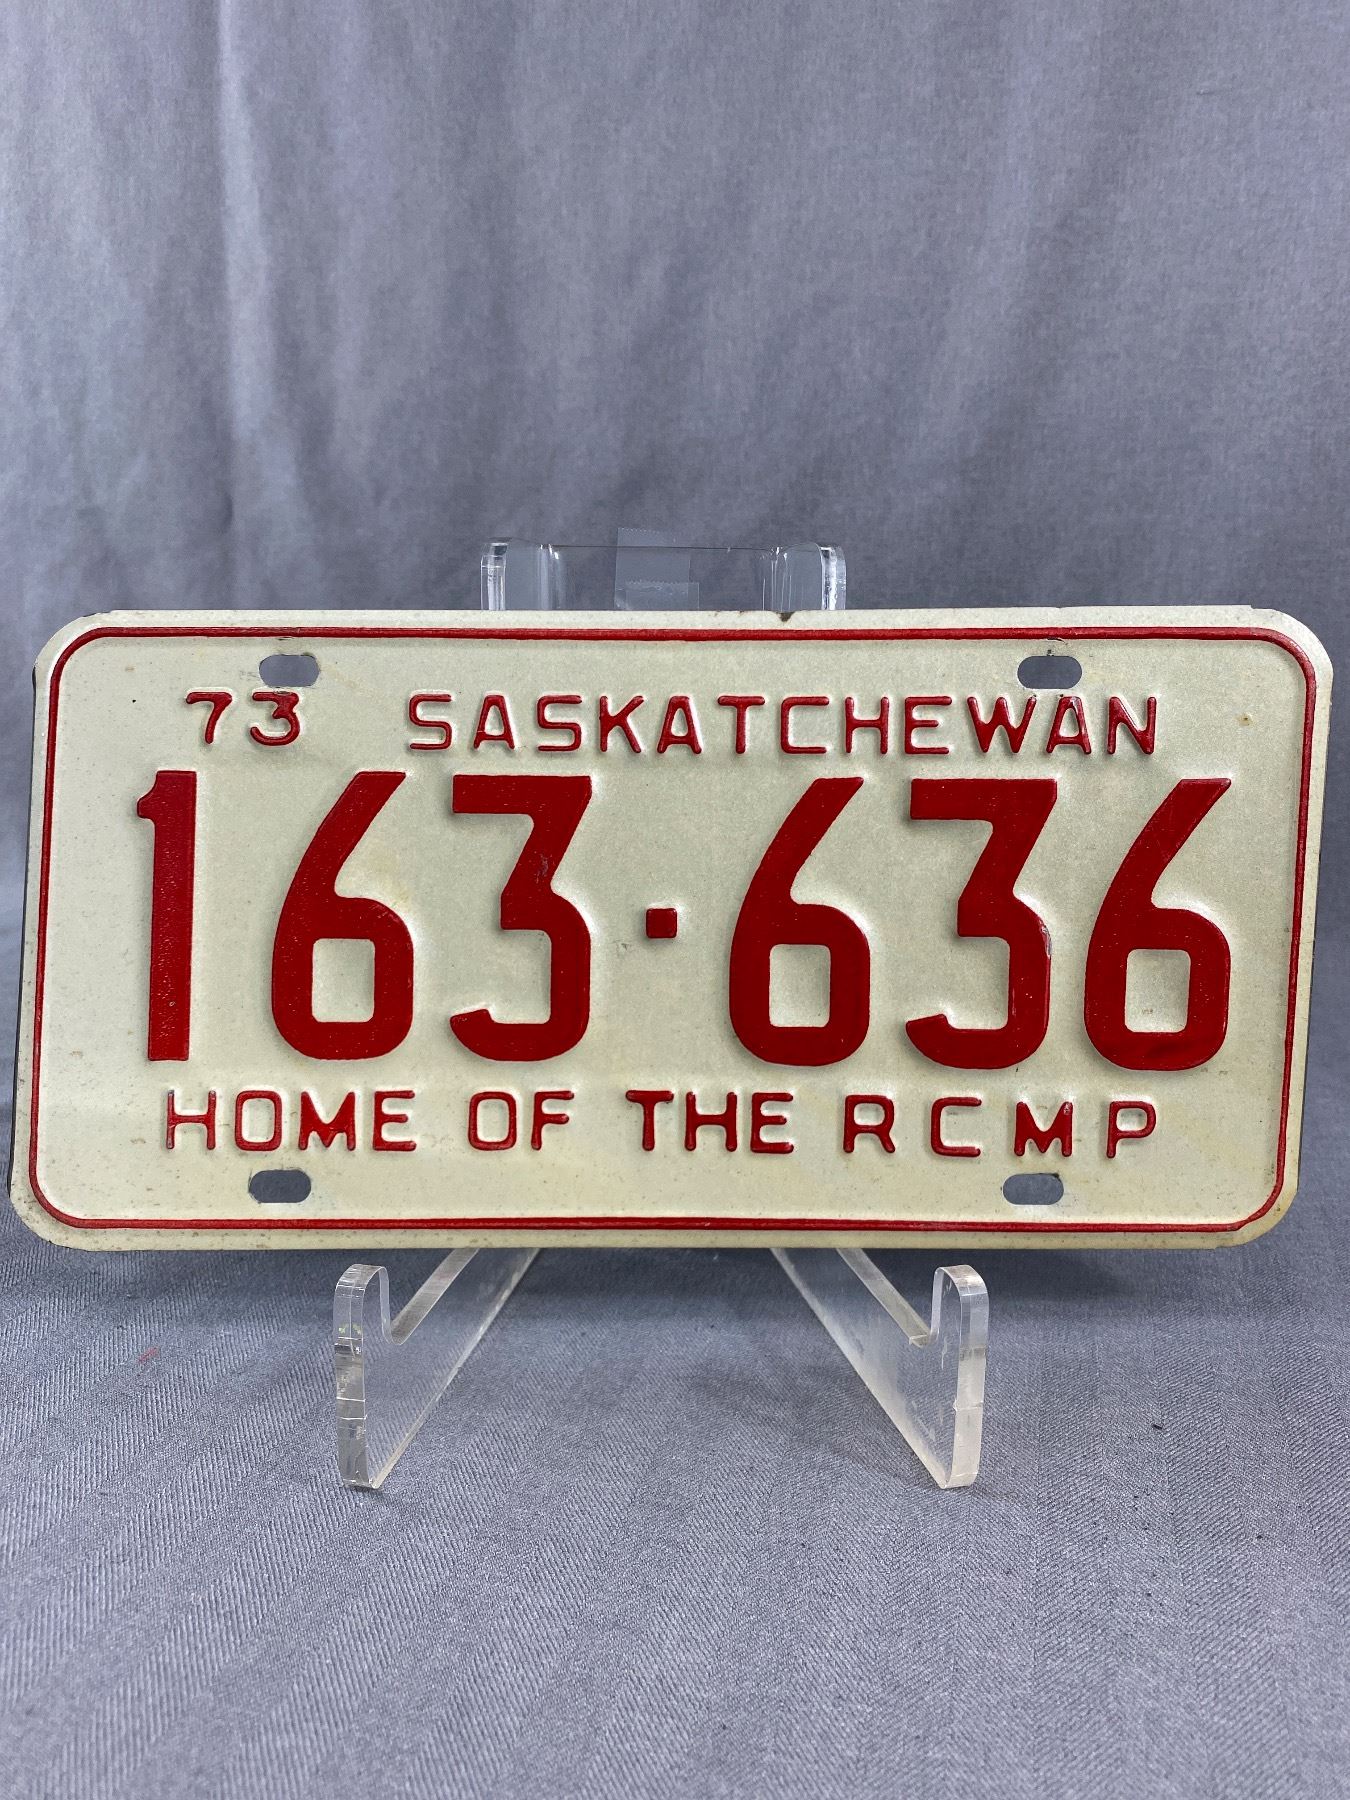 73 SASKATCHEWAN
163·636
HOME OF THE RCMP